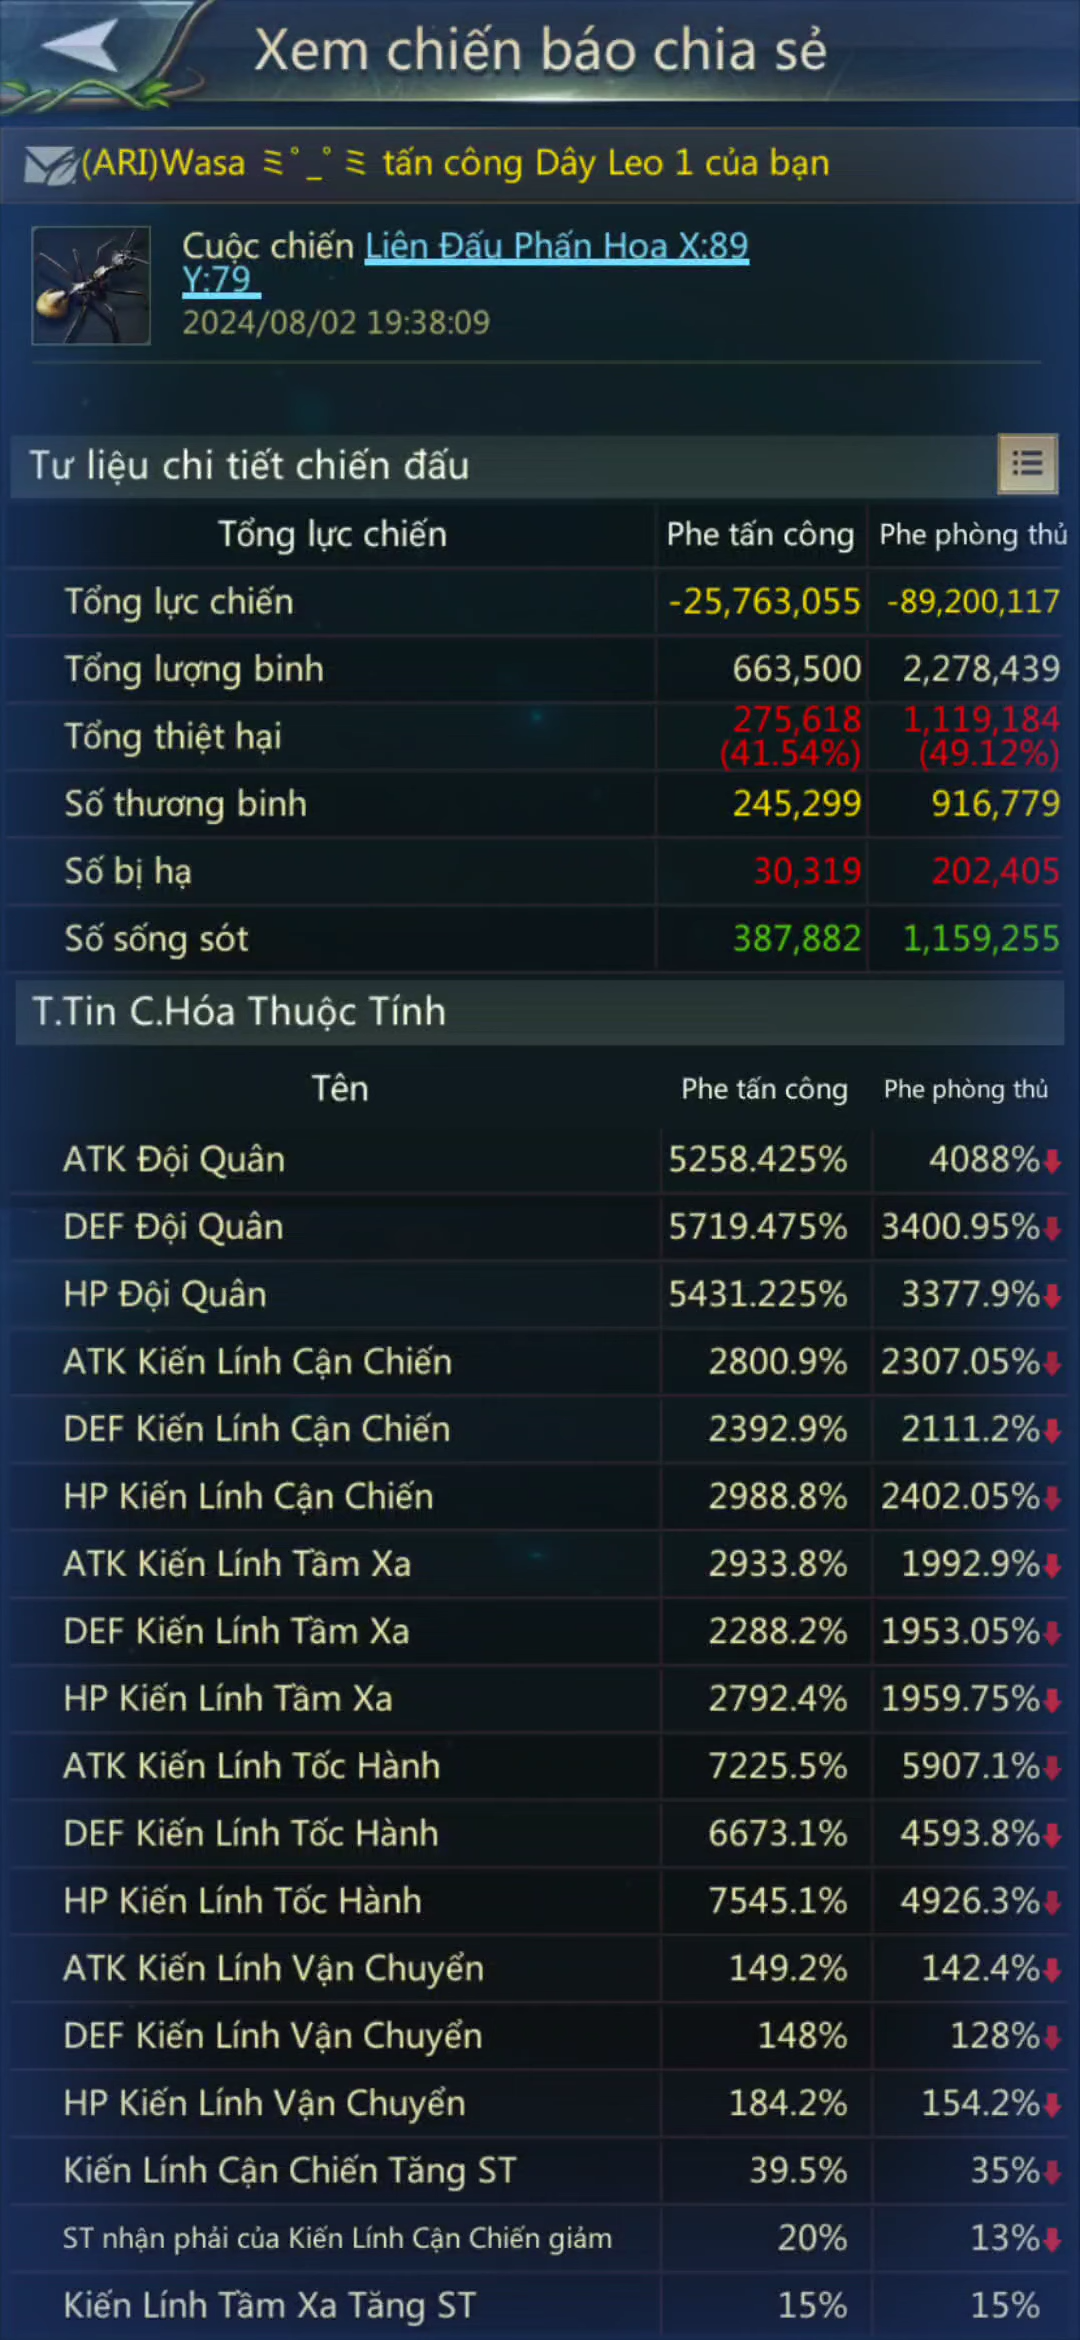 Xem chiến báo chia sẻ
(ARI)Wasa ミ゚_゚ミ tấn công Dây Leo 1 của bạn
Cuộc chiến Liên Đấu Phấn Hoa X:89
Y:79
2024/08/02 19:38:09
Tư liệu chi tiết chiến đấu
Tổng lực chiến Phe tấn công Phe phòng thủ
Tổng lực chiến -25,763,055 -89,200,117
Tổng lượng binh 663,500 2,278,439
Tổng thiệt hại 275,618 (41.54%) 1,119,184 (49.12%)
Số thương binh 245,299 916,779
Số bị hạ 30,319 202,405
Số sống sót 387,882 1,159,255
T.Tin C.Hóa Thuộc Tính
Tên Phe tấn công Phe phòng thủ
ATK Đội Quân 5258.425% 4088%
DEF Đội Quân 5719.475% 3400.95%
HP Đội Quân 5431.225% 3377.9%
ATK Kiến Lính Cận Chiến 2800.9% 2307.05%
DEF Kiến Lính Cận Chiến 2392.9% 2111.2%
HP Kiến Lính Cận Chiến 2988.8% 2402.05%
ATK Kiến Lính Tầm Xa 2933.8% 1992.9%
DEF Kiến Lính Tầm Xa 2288.2% 1953.05%
HP Kiến Lính Tầm Xa 2792.4% 1959.75%
ATK Kiến Lính Tốc Hành 7225.5% 5907.1%
DEF Kiến Lính Tốc Hành 6673.1% 4593.8%
HP Kiến Lính Tốc Hành 7545.1% 4926.3%
ATK Kiến Lính Vận Chuyển 149.2% 142.4%
DEF Kiến Lính Vận Chuyển 148% 128%
HP Kiến Lính Vận Chuyển 184.2% 154.2%
Kiến Lính Cận Chiến Tăng ST 39.5% 35%
ST nhận phải của Kiến Lính Cận Chiến giảm 20% 13%
Kiến Lính Tầm Xa Tăng ST 15% 15%